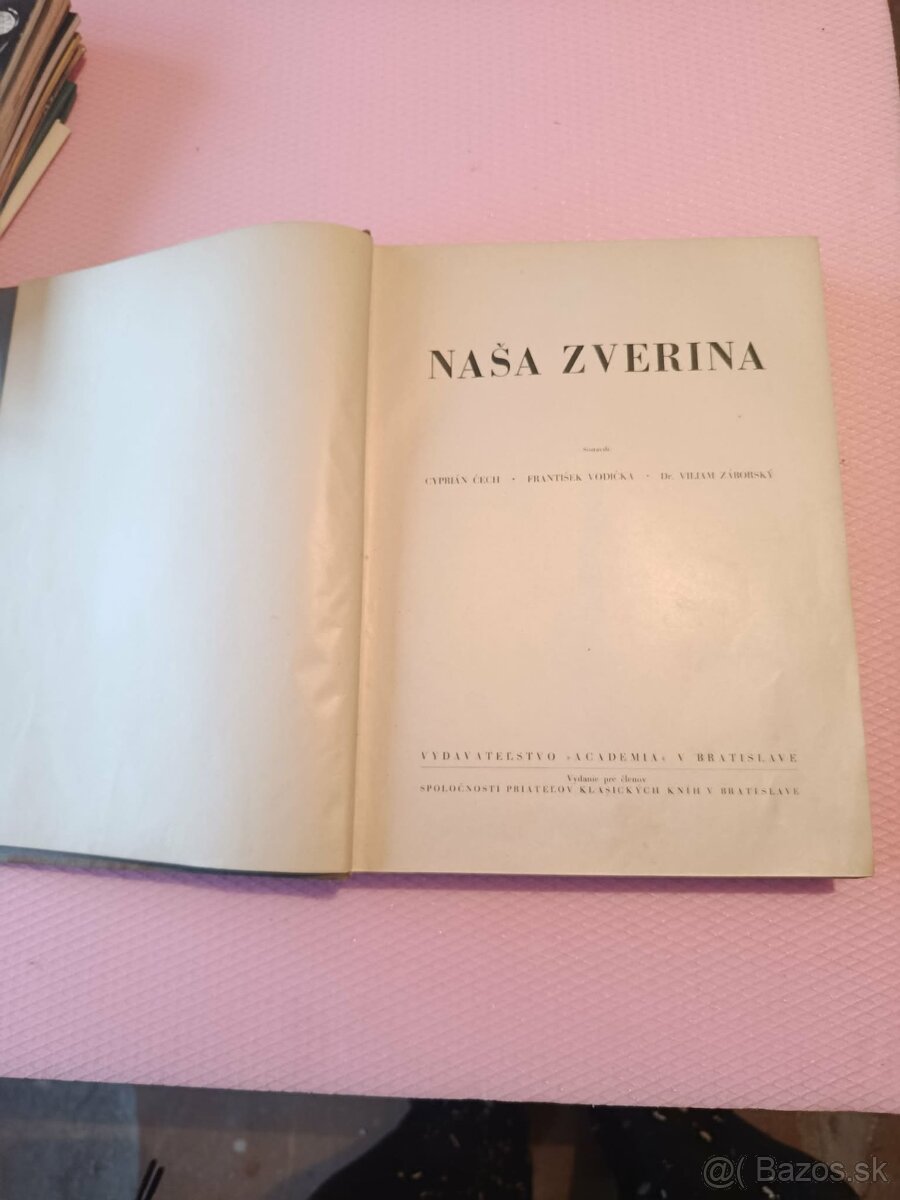 NAŠA ZVERINA
Sostavili:
CYPRIÁN ČECH • FRANTIŠEK VODIČKA • Dr. VILIAM ZÁBORSKÝ
VYDAVATEĽSTVO »ACADEMIA« V BRATISLAVE
Vydanie pre členov
SPOLOČNOSTI PRIATEĽOV KLASICKÝCH KNÍH V BRATISLAVE
@( Bazos.sk